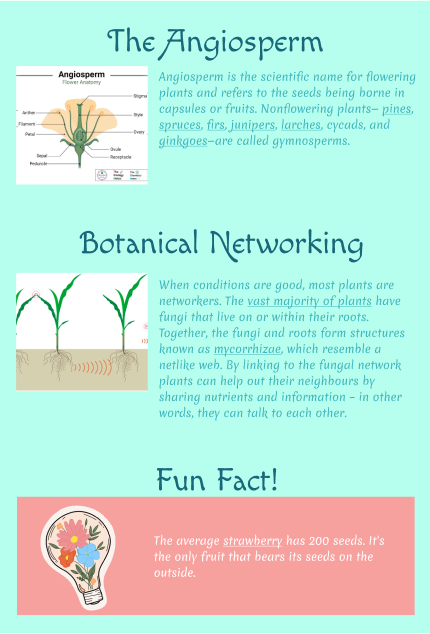 The Angiosperm
Angiosperm
Flower Anatomy
Stigma
Anther
Style
Filament
Petal
Ovary
Ovule
Sepal
Receptacle
Peduncle
Angiosperm is the scientific name for flowering
plants and refers to the seeds being borne in
capsules or fruits. Nonflowering plants— pines,
spruces, firs, junipers, larches, cycads, and
ginkgoes—are called gymnosperms.
Botanical Networking
When conditions are good, most plants are
networkers. The vast majority of plants have
fungi that live on or within their roots.
Together, the fungi and roots form structures
known as mycorrhizae, which resemble a
netlike web. By linking to the fungal network
plants can help out their neighbours by
sharing nutrients and information – in other
words, they can talk to each other.
Fun Fact!
The average strawberry has 200 seeds. It's
the only fruit that bears its seeds on the
outside.